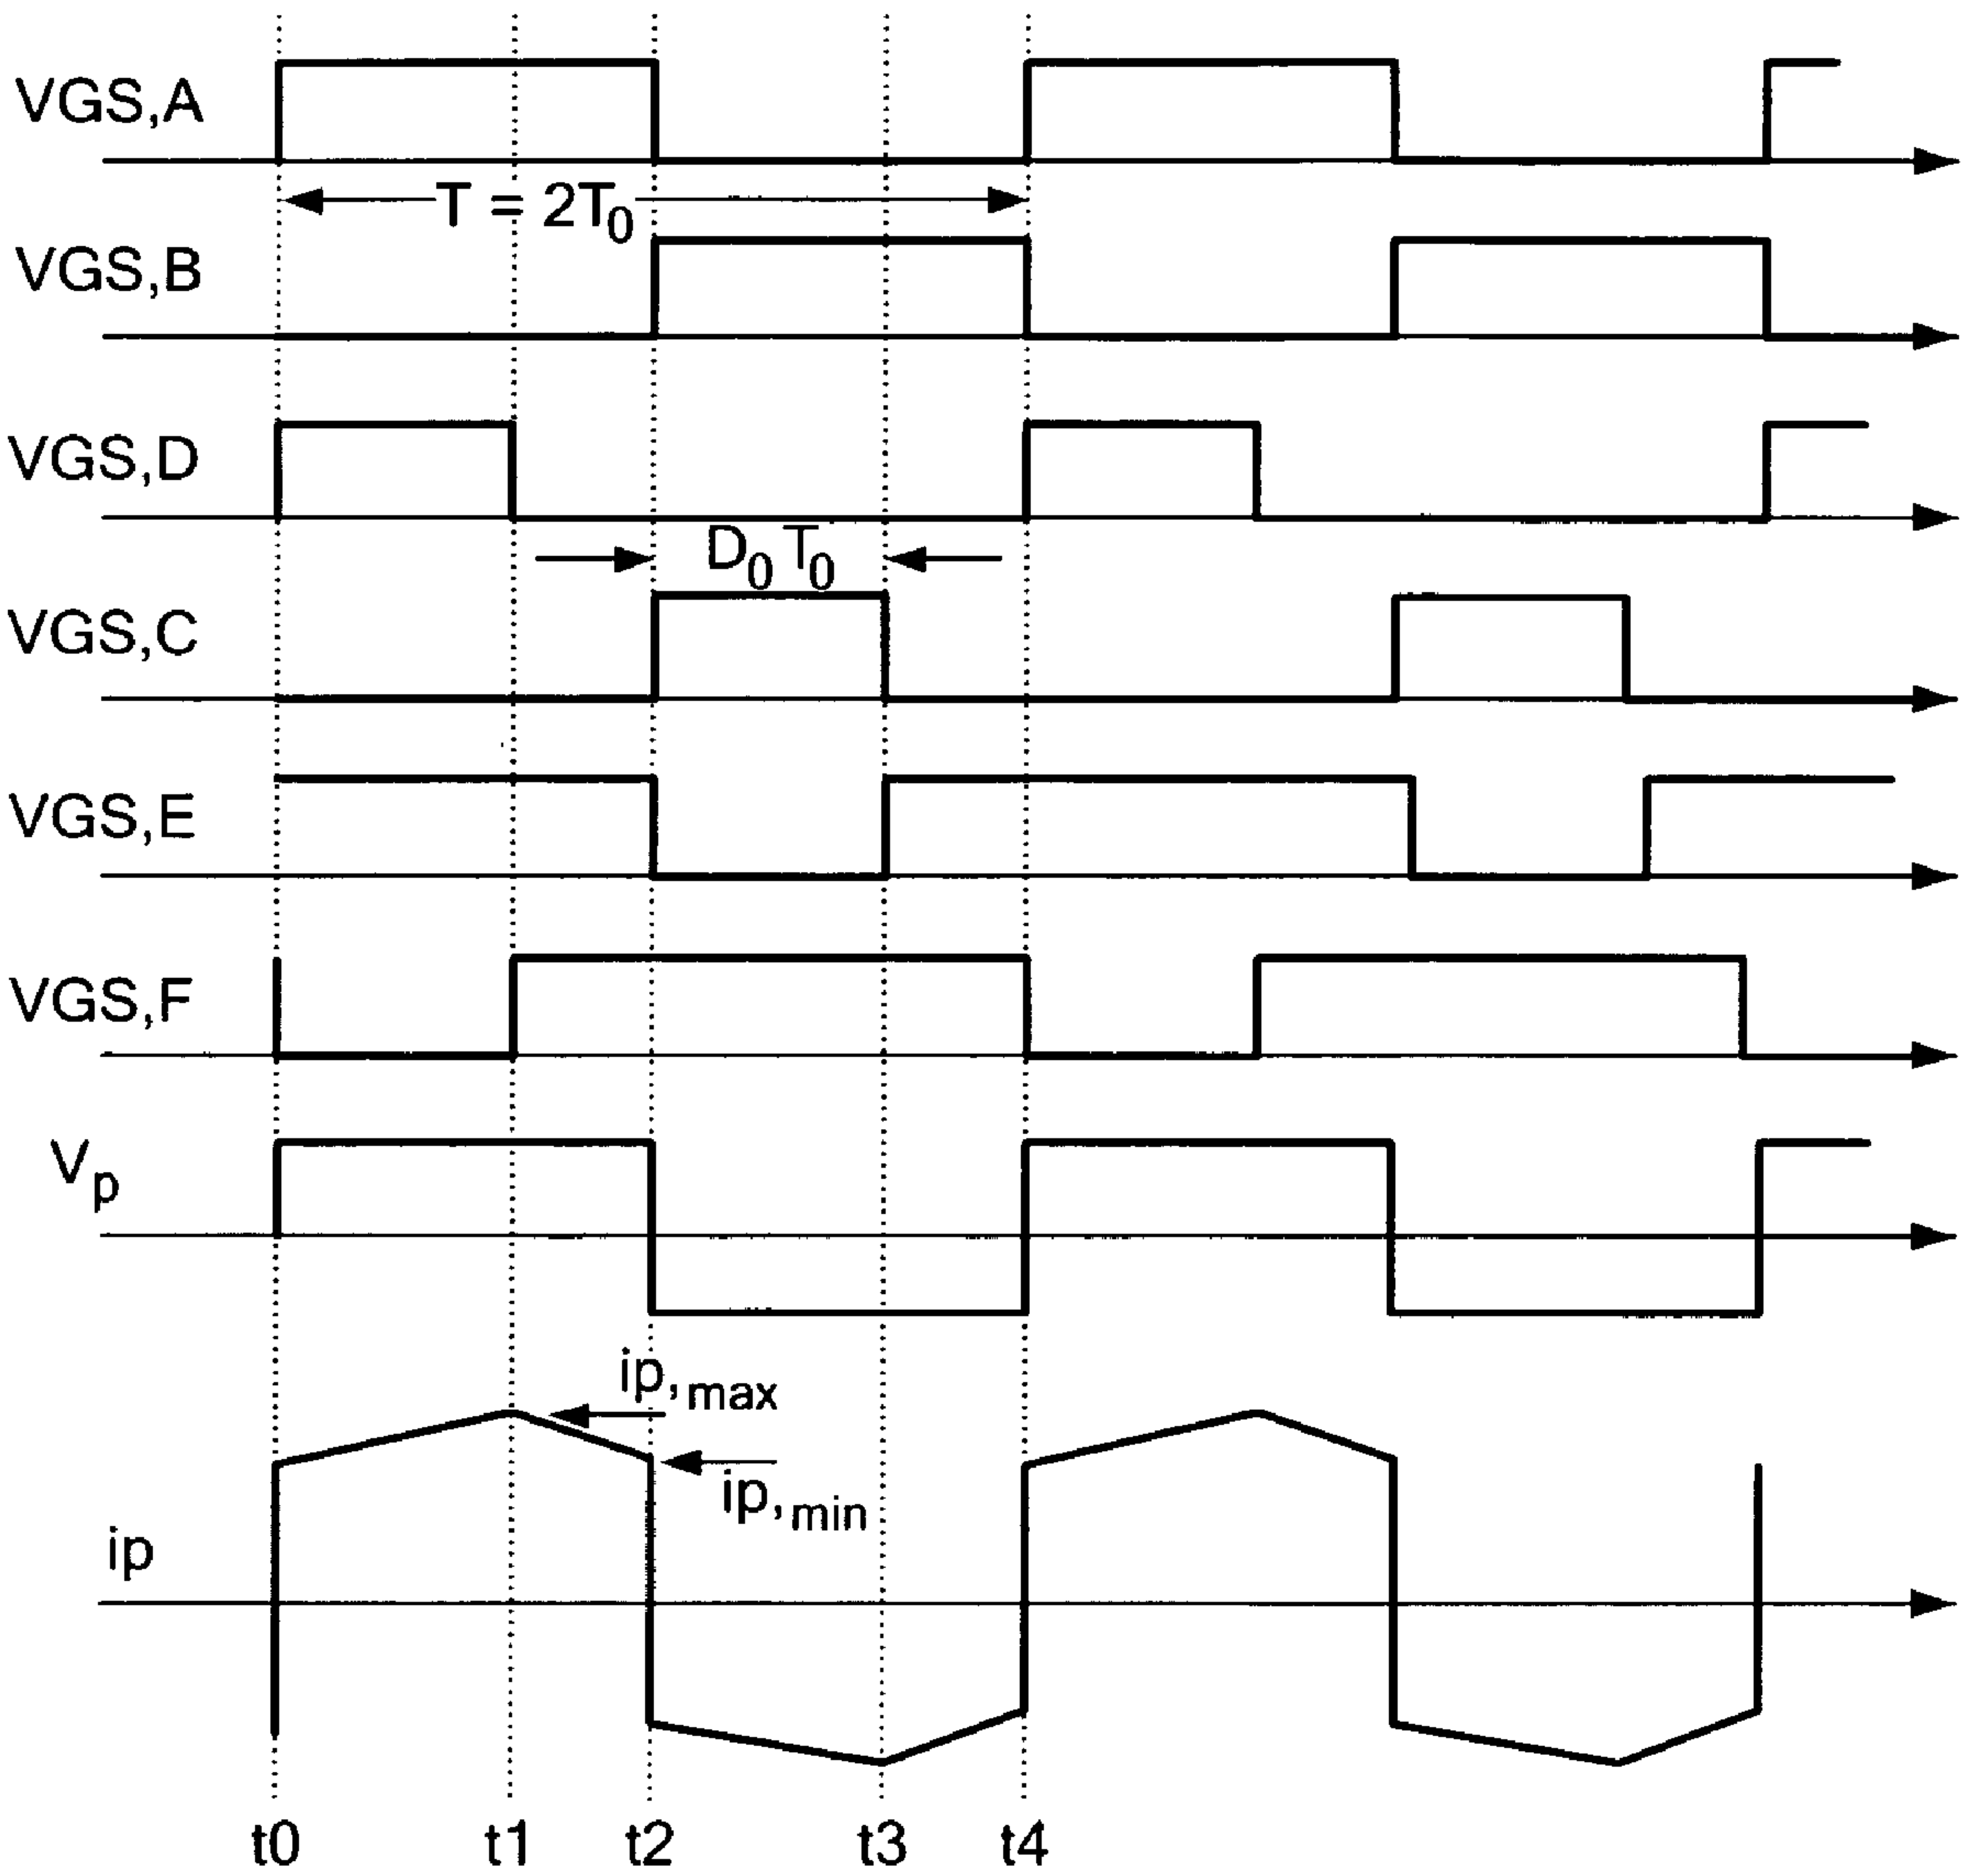 VGS,A
T = 2T0
VGS,B
VGS,D
D0 T0
VGS,C
VGS,E
VGS,F
Vp
ip,max
ip,min
ip
t0 t1 t2 t3 t4